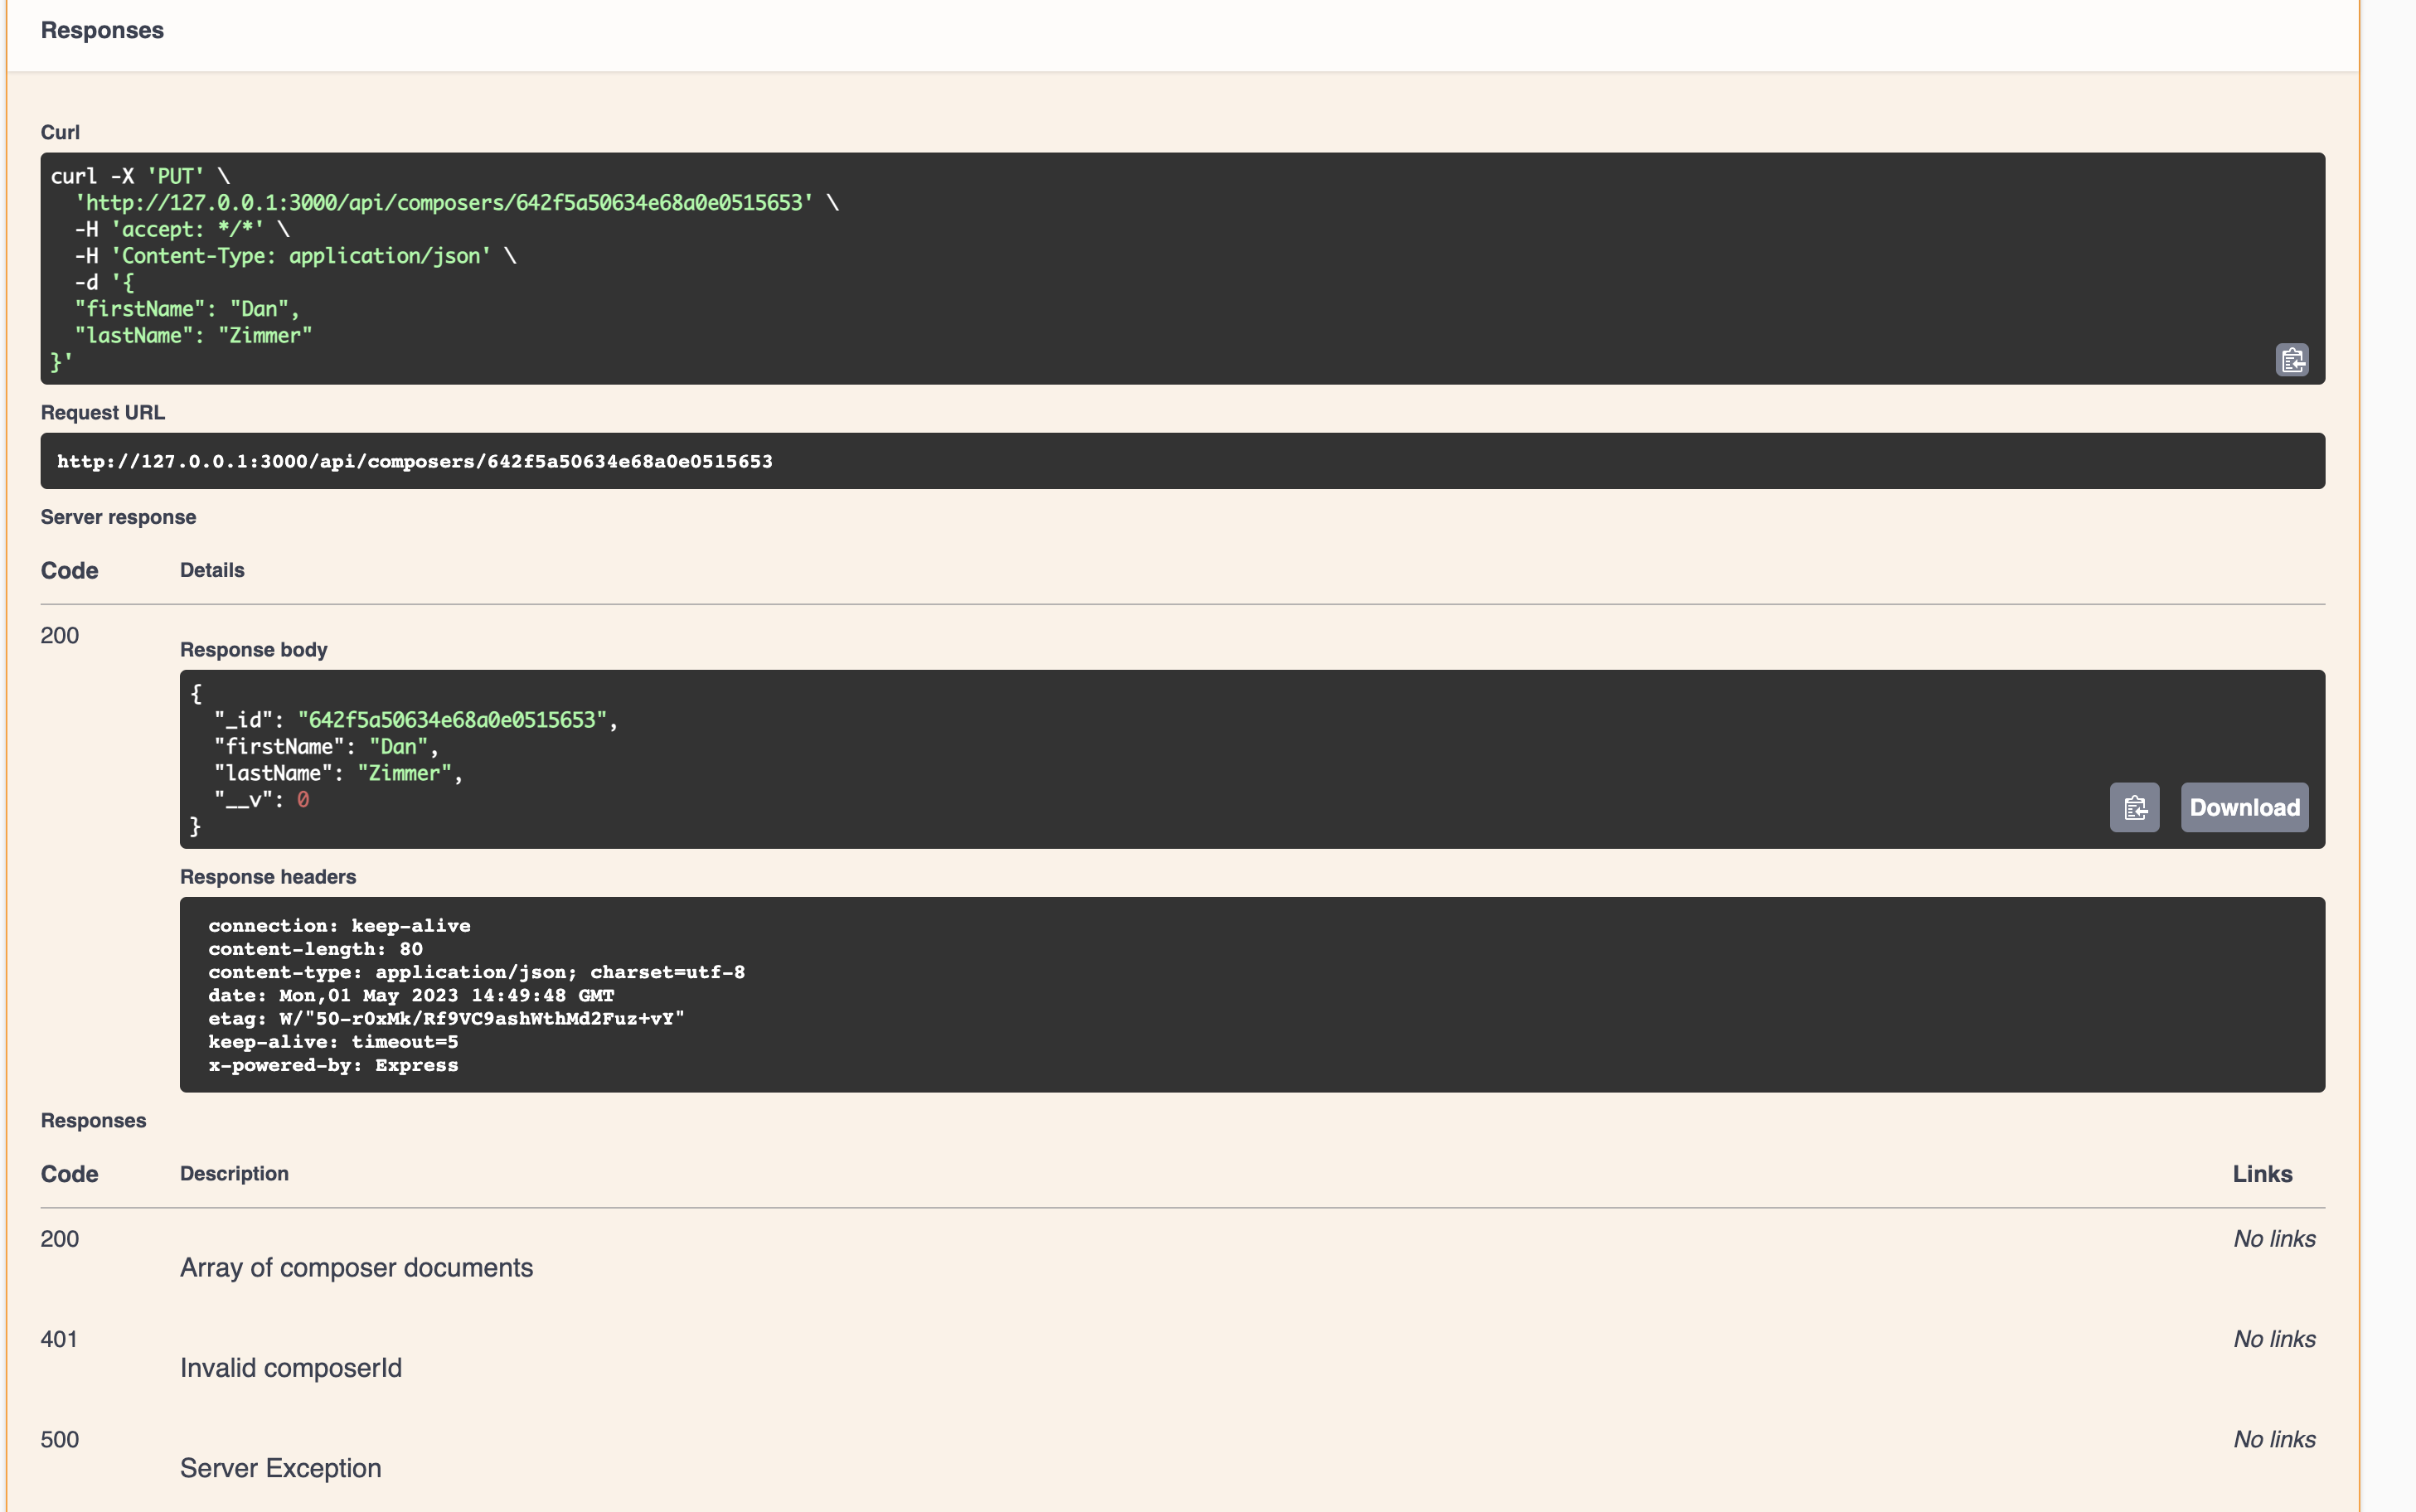 Responses
Curl
curl -X 'PUT' \
  'http://127.0.0.1:3000/api/composers/642f5a50634e68a0e0515653' \
  -H 'accept: */*' \
  -H 'Content-Type: application/json' \
  -d '{
  "firstName": "Dan",
  "lastName": "Zimmer"
}'
Request URL
http://127.0.0.1:3000/api/composers/642f5a50634e68a0e0515653
Server response
Code Details
200
Response body
{
  "_id": "642f5a50634e68a0e0515653",
  "firstName": "Dan",
  "lastName": "Zimmer",
  "__v": 0
}
Download
Response headers
connection: keep-alive
content-length: 80
content-type: application/json; charset=utf-8
date: Mon,01 May 2023 14:49:48 GMT
etag: W/"50-rOxMk/Rf9VC9ashWthMd2Fuz+vY"
keep-alive: timeout=5
x-powered-by: Express
Responses
Code Description Links
200 No links
Array of composer documents
401 No links
Invalid composerId
500 No links
Server Exception